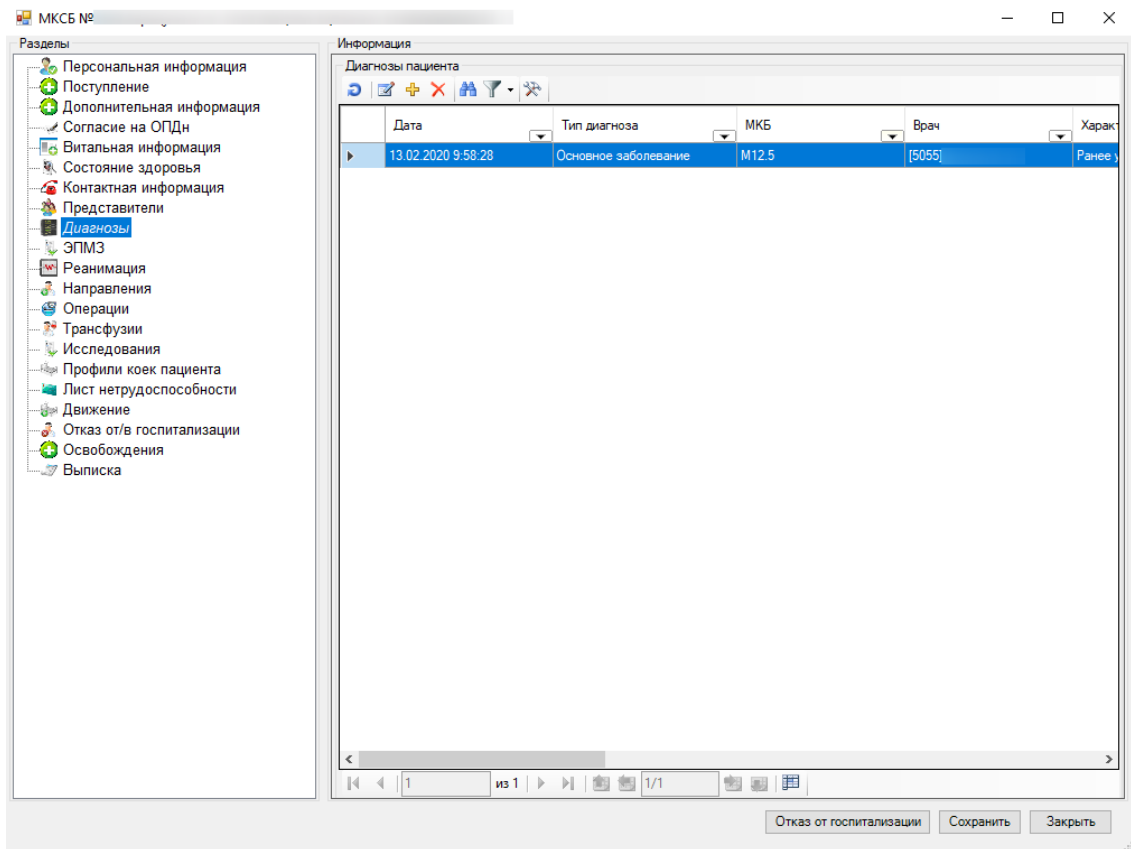 МКСБ №
Разделы
Персональная информация
Поступление
Дополнительная информация
Согласие на ОПДн
Витальная информация
Состояние здоровья
Контактная информация
Представители
Диагнозы
ЭПМЗ
Реанимация
Направления
Операции
Трансфузии
Исследования
Профили коек пациента
Лист нетрудоспособности
Движение
Отказ от/в госпитализации
Освобождения
Выписка
Информация
Диагнозы пациента
Дата Тип диагноза МКБ Врач Характ
13.02.2020 9:58:28 Основное заболевание M12.5 [5055] Ранее у
1 из 1 1/1
Отказ от госпитализации Сохранить Закрыть